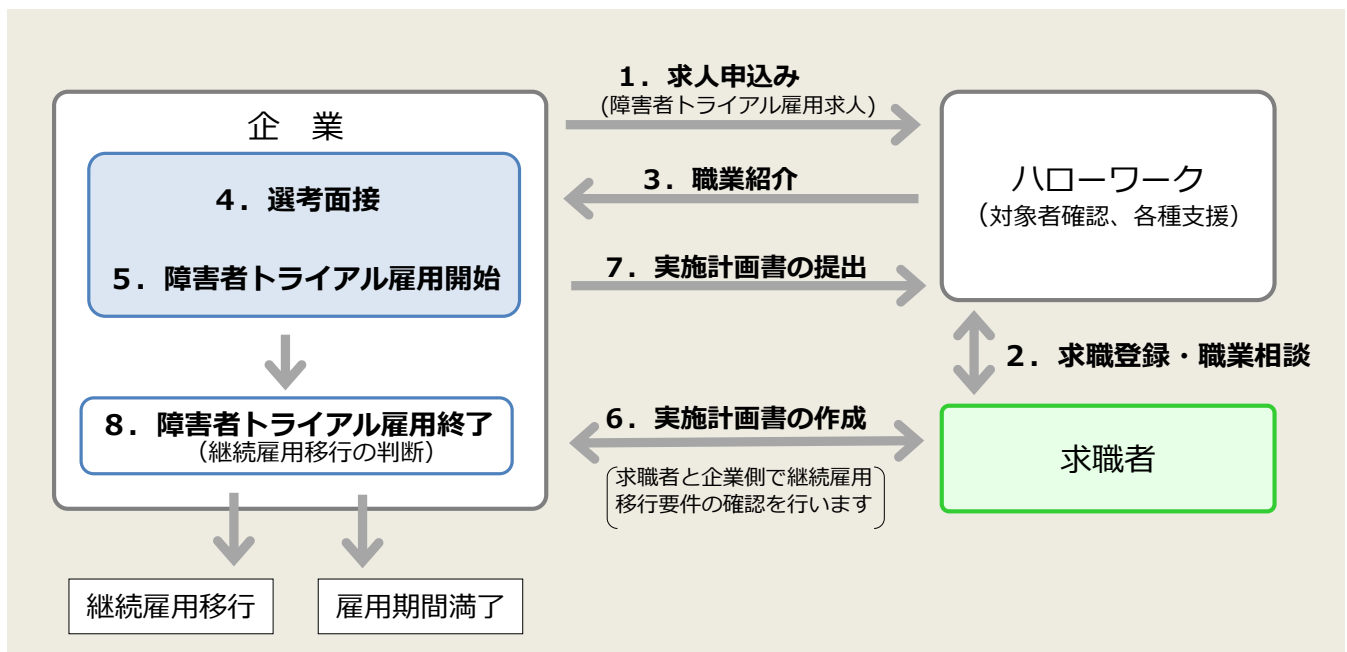 1．求人申込み
(障害者トライアル雇用求人)
企　業
ハローワーク
（対象者確認、各種支援）
3．職業紹介
4．選考面接
5．障害者トライアル雇用開始
7．実施計画書の提出
2．求職登録・職業相談
8．障害者トライアル雇用終了
（継続雇用移行の判断）
6．実施計画書の作成
求職者と企業側で継続雇用
移行要件の確認を行います
求職者
継続雇用移行
雇用期間満了